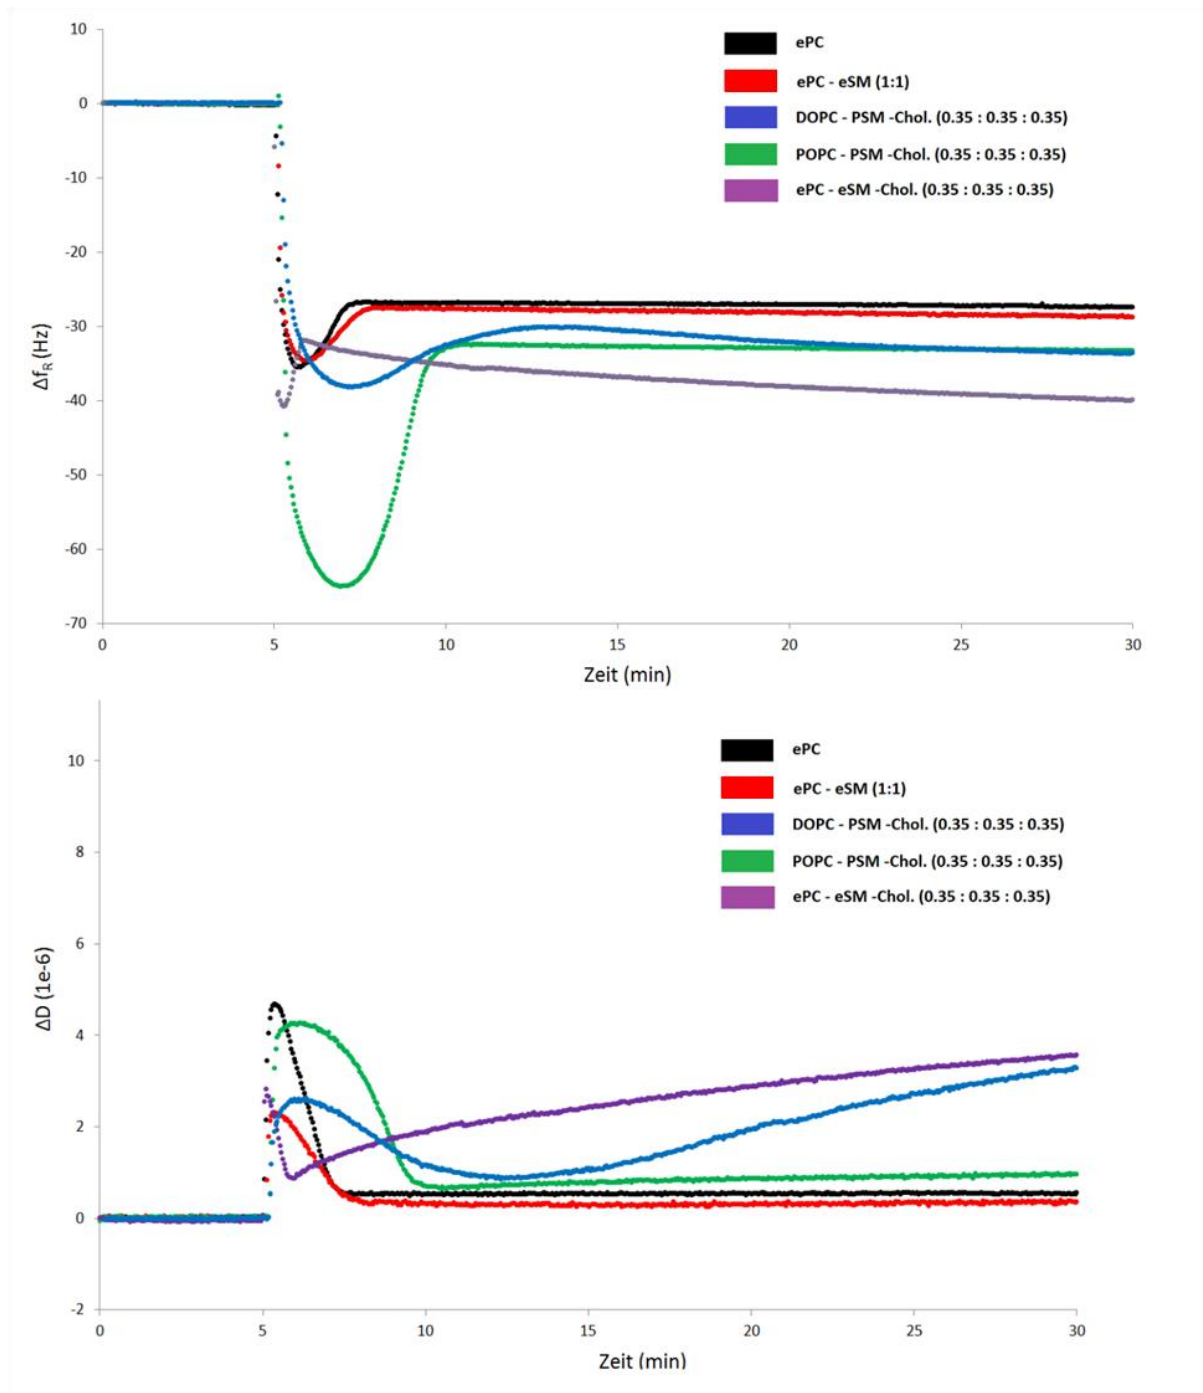 10
0
-10
-20
-30
-40
-50
-60
-70
Δf_R (Hz)
0 5 10 15 20 25 30
Zeit (min)
ePC
ePC - eSM (1:1)
DOPC - PSM -Chol. (0.35 : 0.35 : 0.35)
POPC - PSM -Chol. (0.35 : 0.35 : 0.35)
ePC - eSM -Chol. (0.35 : 0.35 : 0.35)
10
8
6
4
2
0
-2
ΔD (1e-6)
0 5 10 15 20 25 30
Zeit (min)
ePC
ePC - eSM (1:1)
DOPC - PSM -Chol. (0.35 : 0.35 : 0.35)
POPC - PSM -Chol. (0.35 : 0.35 : 0.35)
ePC - eSM -Chol. (0.35 : 0.35 : 0.35)